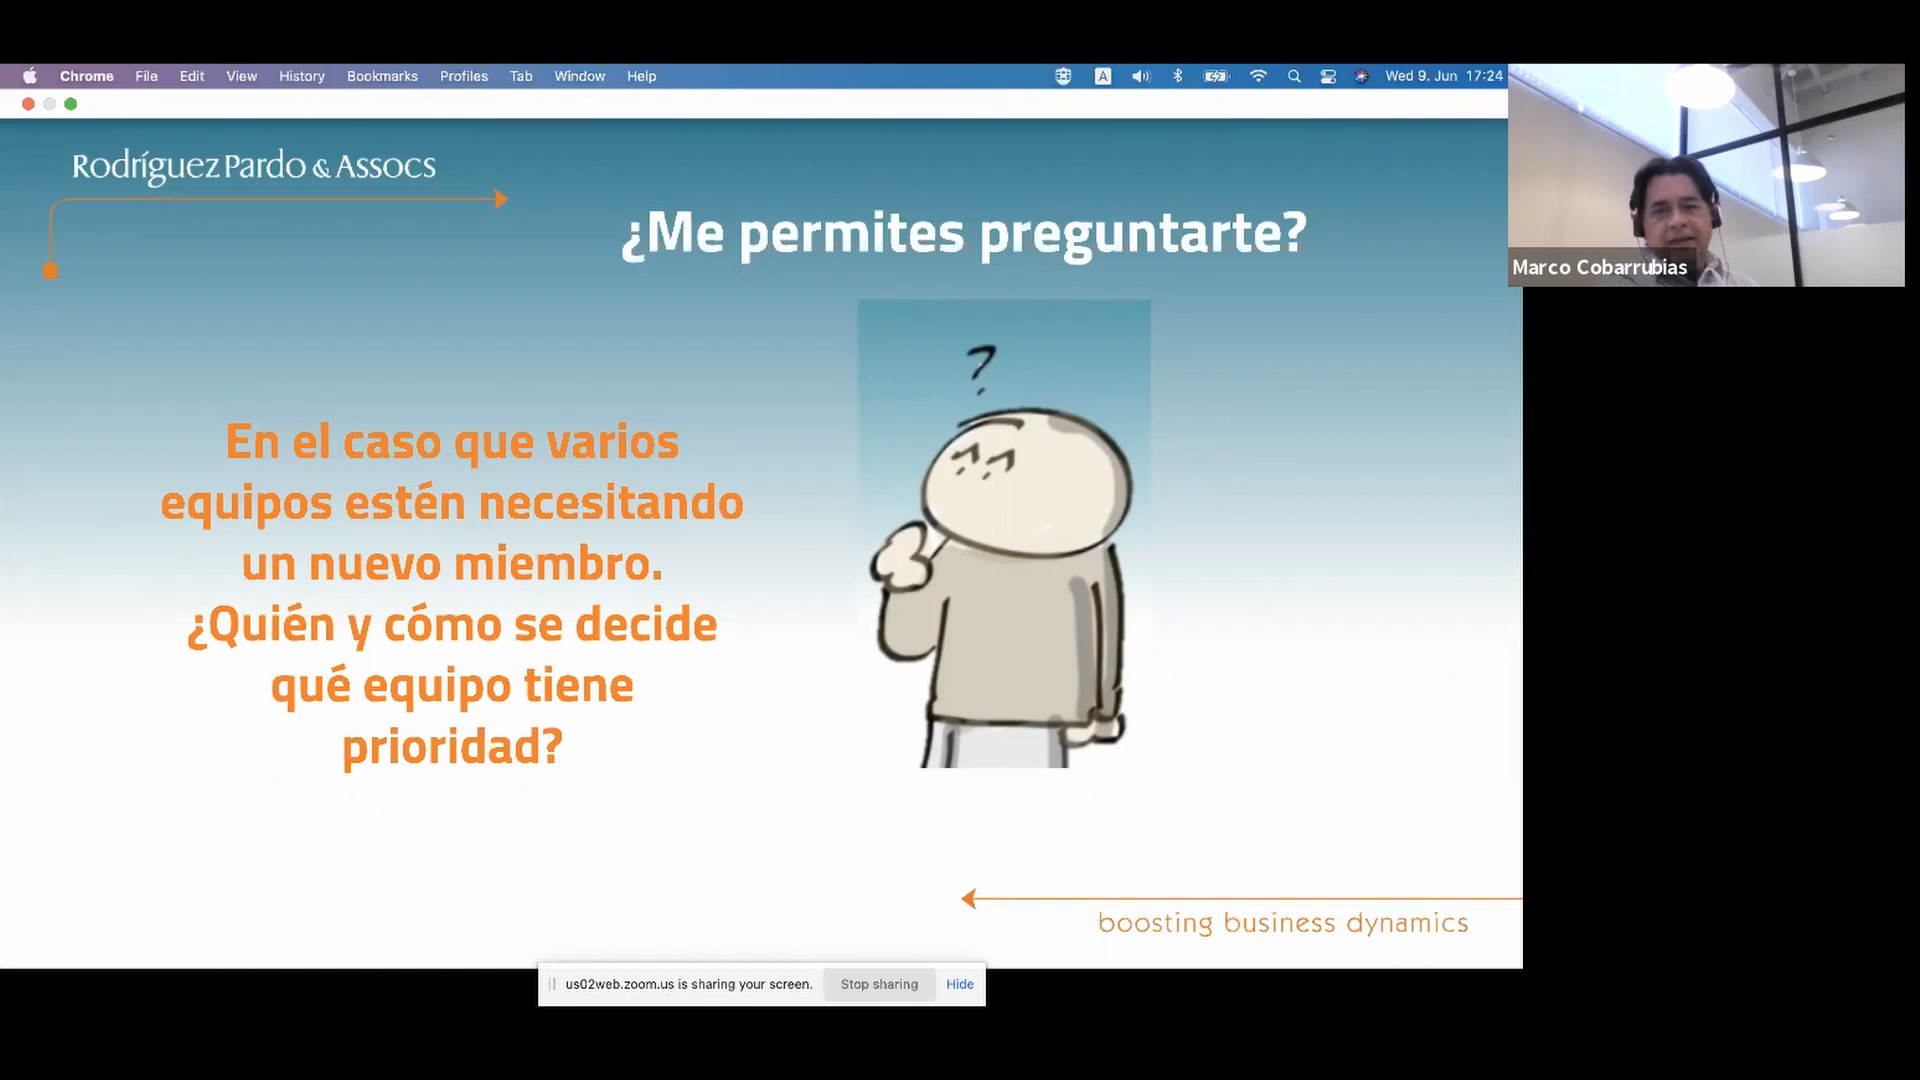 Chrome File Edit View History Bookmarks Profiles Tab Window Help A Wed 9. Jun 17:24
Rodríguez Pardo & Assocs
¿Me permites preguntarte?
Marco Cobarrubias
?
En el caso que varios
equipos estén necesitando
un nuevo miembro.
¿Quién y cómo se decide
qué equipo tiene
prioridad?
boosting business dynamics
us02web.zoom.us is sharing your screen. Stop sharing Hide